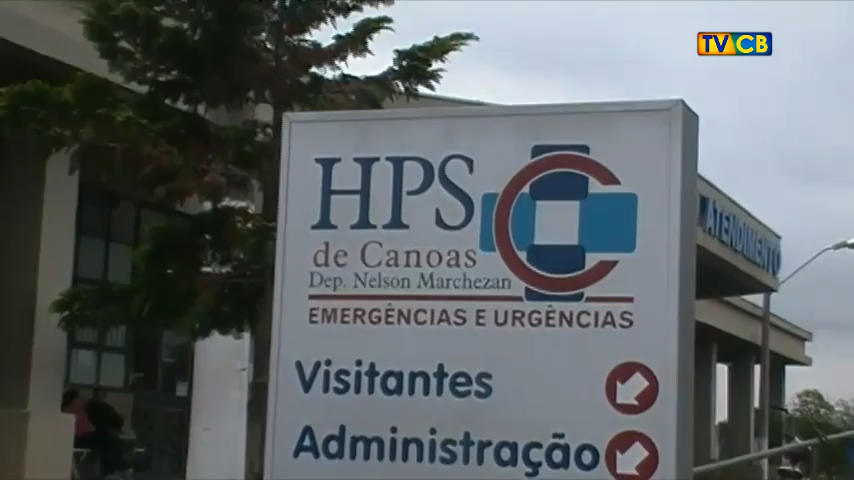 TVCB
HPS
de Canoas
Dep. Nelson Marchezan
EMERGÊNCIAS E URGÊNCIAS
Visitantes
Administração
ATENDIMENTO